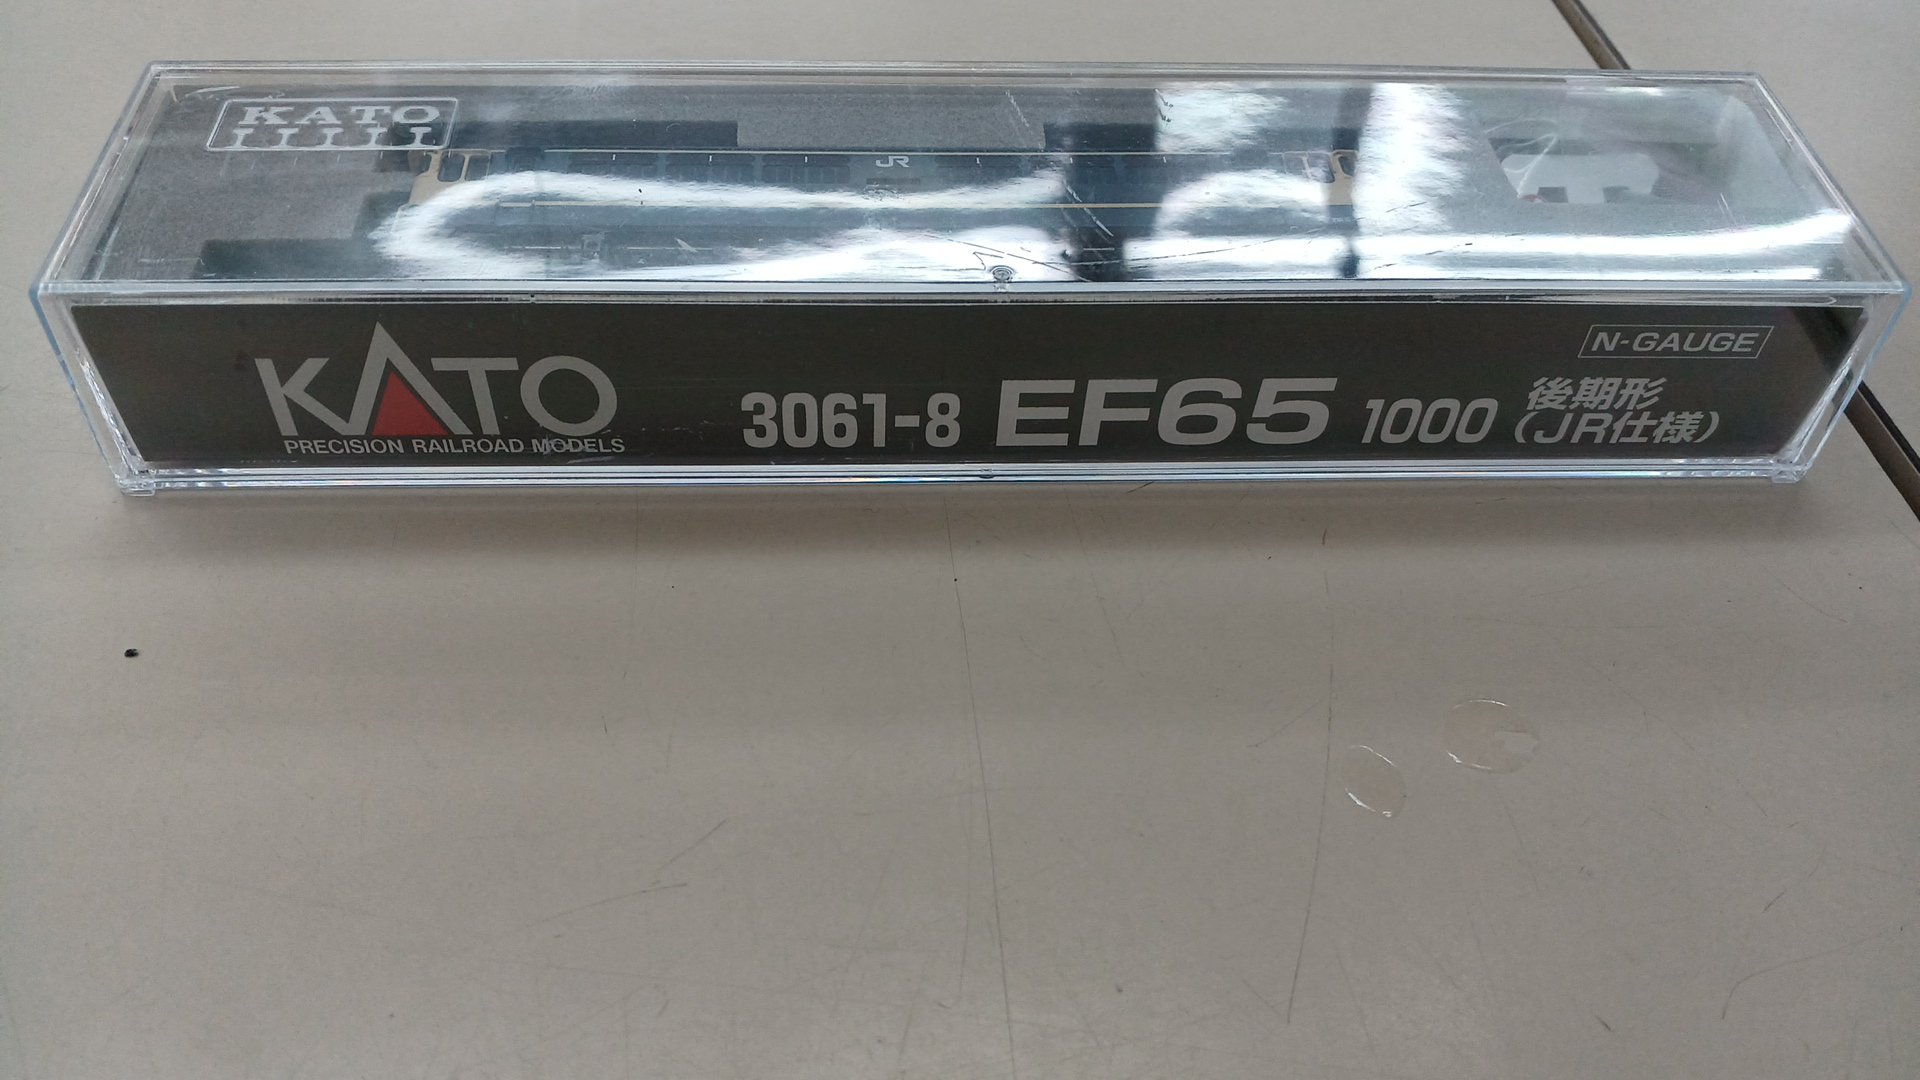 KATO
JR
N-GAUGE
KATO
PRECISION RAILROAD MODELS
3061-8 EF65 1000 後期形
(JR仕様)